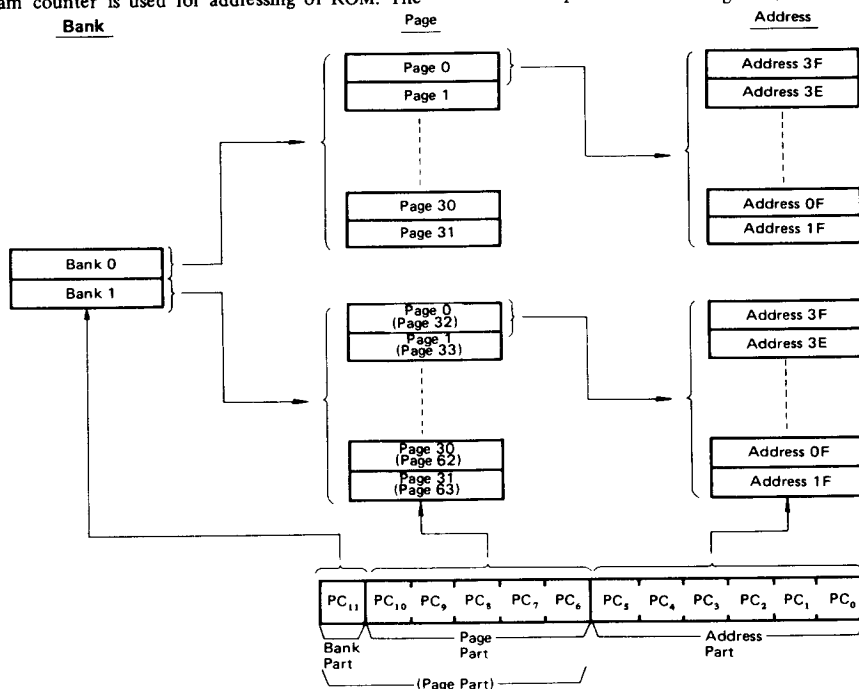 am counter is used for addressing of ROM. The
Bank
Page
Address
Page 0
Page 1
Page 30
Page 31
Address 3F
Address 3E
Address 0F
Address 1F
Bank 0
Bank 1
Page 0
(Page 32)
Page 1
(Page 33)
Page 30
(Page 62)
Page 31
(Page 63)
Address 3F
Address 3E
Address 0F
Address 1F
PC₁₁ PC₁₀ PC₉ PC₈ PC₇ PC₆ PC₅ PC₄ PC₃ PC₂ PC₁ PC₀
Bank
Part
Page
Part
Address
Part
(Page Part)